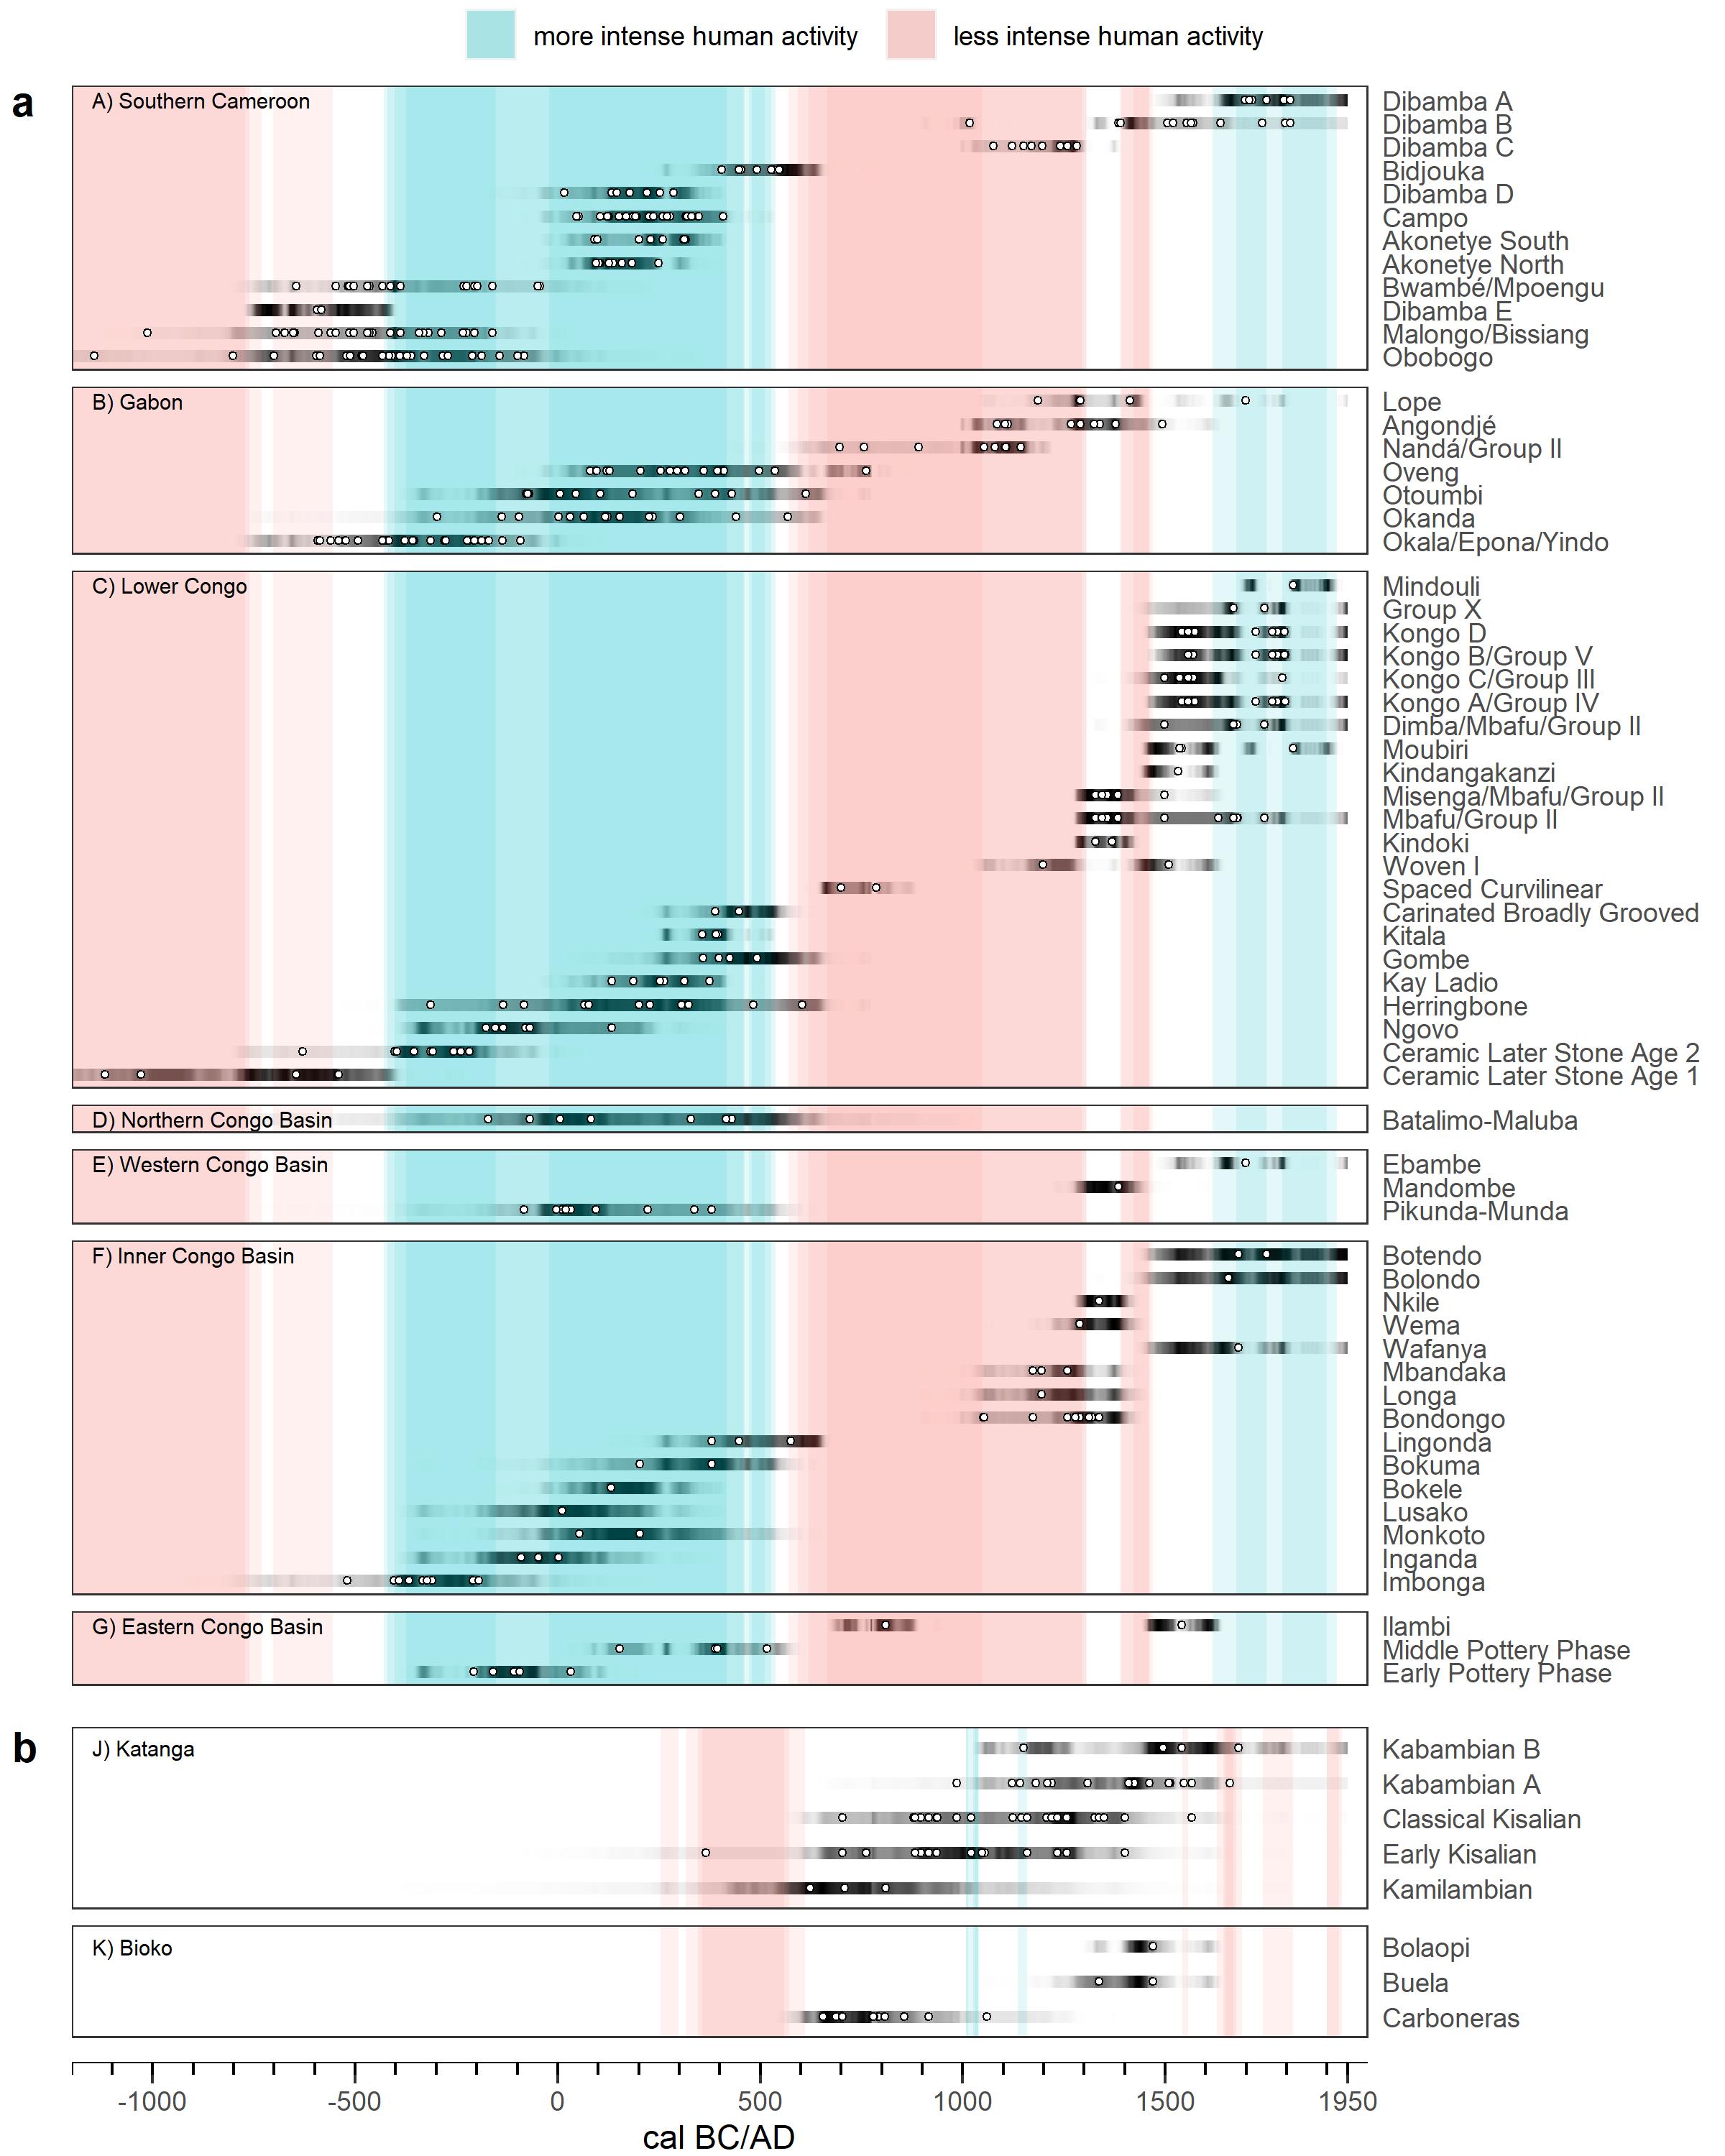 more intense human activity
less intense human activity
a
A) Southern Cameroon
Dibamba A
Dibamba B
Dibamba C
Bidjouka
Dibamba D
Campo
Akonetye South
Akonetye North
Bwambé/Mpoengu
Dibamba E
Malongo/Bissiang
Obobogo
B) Gabon
Lope
Angondjé
Nandá/Group II
Oveng
Otoumbi
Okanda
Okala/Epona/Yindo
C) Lower Congo
Mindouli
Group X
Kongo D
Kongo B/Group V
Kongo C/Group III
Kongo A/Group IV
Dimba/Mbafu/Group II
Moubiri
Kindangakanzi
Misenga/Mbafu/Group II
Mbafu/Group II
Kindoki
Woven I
Spaced Curvilinear
Carinated Broadly Grooved
Kitala
Gombe
Kay Ladio
Herringbone
Ngovo
Ceramic Later Stone Age 2
Ceramic Later Stone Age 1
D) Northern Congo Basin
Batalimo-Maluba
E) Western Congo Basin
Ebambe
Mandombe
Pikunda-Munda
F) Inner Congo Basin
Botendo
Bolondo
Nkile
Wema
Wafanya
Mbandaka
Longa
Bondongo
Lingonda
Bokuma
Bokele
Lusako
Monkoto
Inganda
Imbonga
G) Eastern Congo Basin
Ilambi
Middle Pottery Phase
Early Pottery Phase
b
J) Katanga
Kabambian B
Kabambian A
Classical Kisalian
Early Kisalian
Kamilambian
K) Bioko
Bolaopi
Buela
Carboneras
-1000 -500 0 500 1000 1500 1950
cal BC/AD